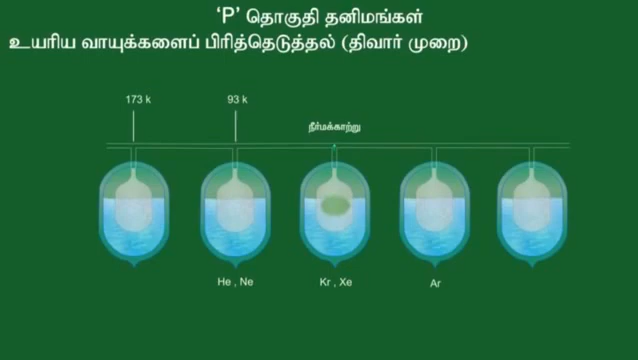 ‘P’ தொகுதி தனிமங்கள்
உயரிய வாயுக்களைப் பிரித்தெடுத்தல் (திவார் முறை)
173 k
93 k
நீர்மக்காற்று
He , Ne
Kr , Xe
Ar